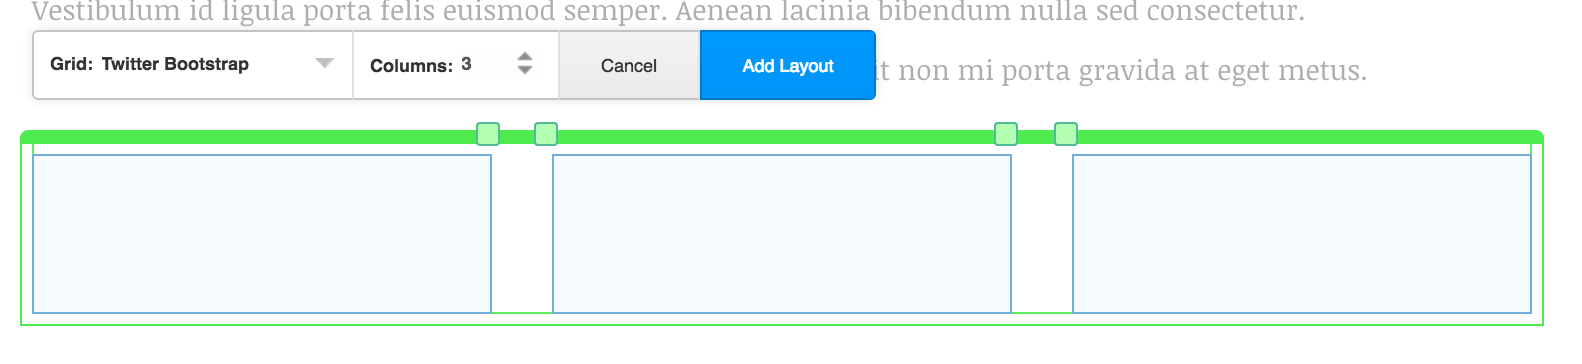 Vestibulum id ligula porta felis euismod semper. Aenean lacinia bibendum nulla sed consectetur.
Grid: Twitter Bootstrap Columns: 3 Cancel Add Layout
non mi porta gravida at eget metus.